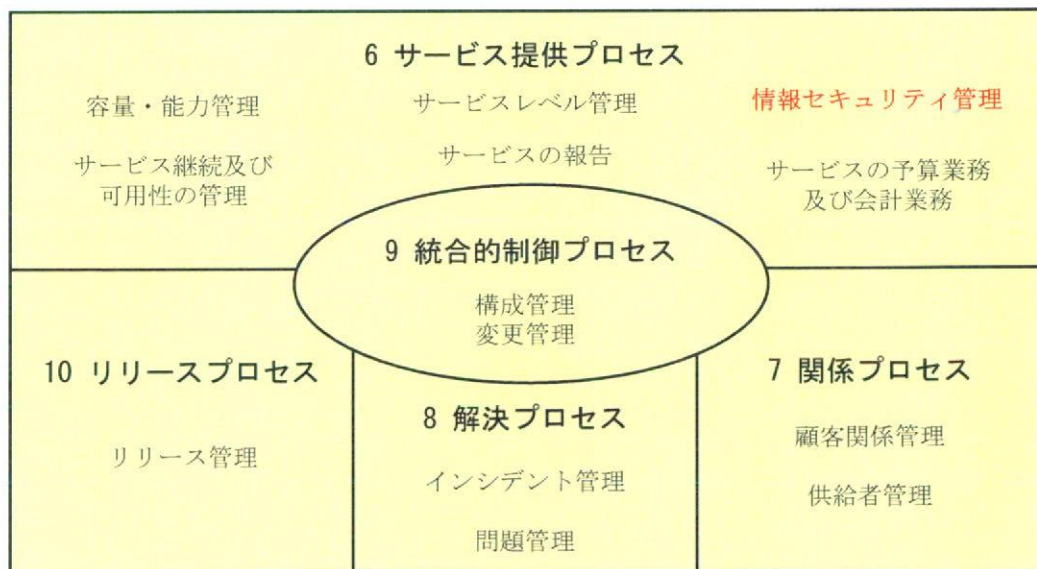 6 サービス提供プロセス
容量・能力管理
サービスレベル管理
情報セキュリティ管理
サービス継続及び
可用性の管理
サービスの報告
サービスの予算業務
及び会計業務
9 統合的制御プロセス
構成管理
変更管理
10 リリースプロセス
リリース管理
8 解決プロセス
インシデント管理
問題管理
7 関係プロセス
顧客関係管理
供給者管理